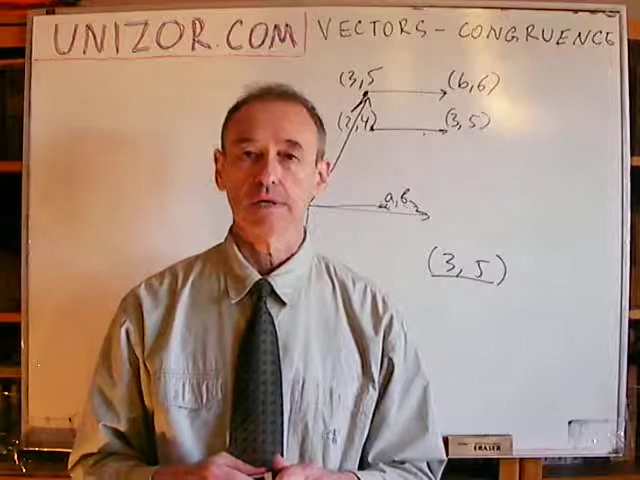 UNIZOR.COM VECTORS - CONGRUENCE
(3,5 (6,6)
(2,4) (3,5)
a,b
(3,5)
ERASER